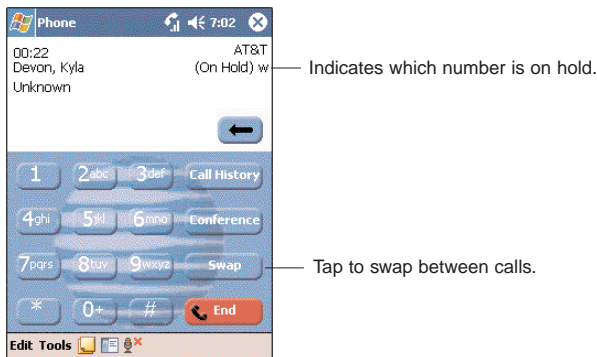 Phone 7:02
00:22 AT&T
Devon, Kyla (On Hold) w
Unknown
Indicates which number is on hold.
1 2abc 3def Call History
4ghi 5jkl 6mno Conference
7pqrs 8tuv 9wxyz Swap
Tap to swap between calls.
* 0+ # End
Edit Tools